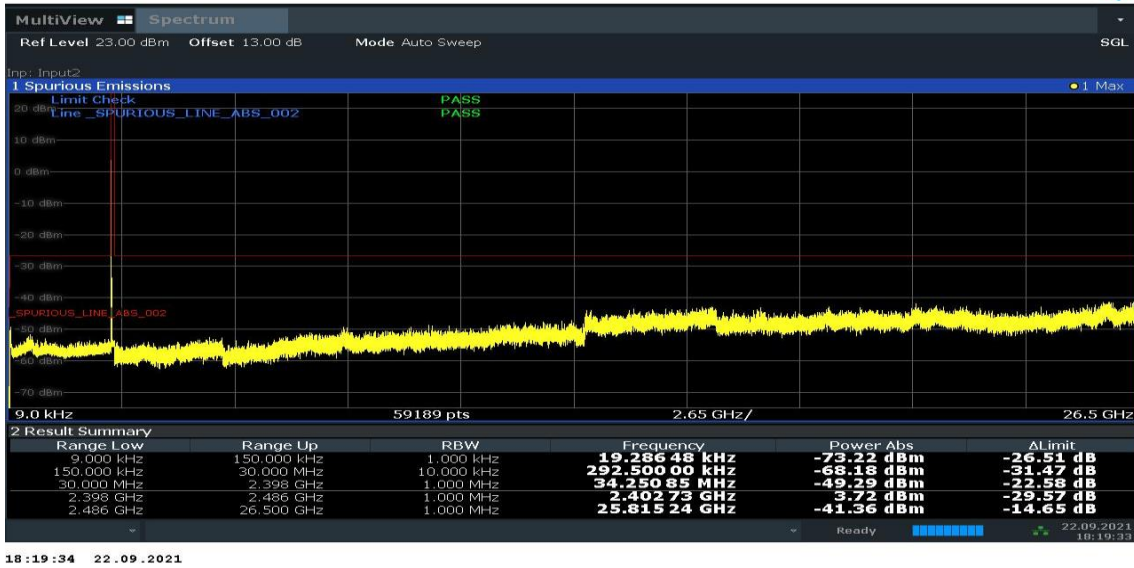 MultiView Spectrum
Ref Level 23.00 dBm Offset 13.00 dB Mode Auto Sweep SGL
Inp: Input2
1 Spurious Emissions 1 Max
Limit Check PASS
20 dBm
Line _SPURIOUS_LINE_ABS_002 PASS
10 dBm
0 dBm
-10 dBm
-20 dBm
-30 dBm
-40 dBm
_SPURIOUS_LINE_ABS_002
-50 dBm
-60 dBm
-70 dBm
9.0 kHz 59189 pts 2.65 GHz/ 26.5 GHz
2 Result Summary
Range Low Range Up RBW Frequency Power Abs ΔLimit
9.000 kHz 150.000 kHz 1.000 kHz 19.286 48 kHz -73.22 dBm -26.51 dB
150.000 kHz 30.000 MHz 10.000 kHz 292.500 00 kHz -68.18 dBm -31.47 dB
30.000 MHz 2.398 GHz 1.000 MHz 34.250 85 MHz -49.29 dBm -22.58 dB
2.398 GHz 2.486 GHz 1.000 MHz 2.402 73 GHz 3.72 dBm -29.57 dB
2.486 GHz 26.500 GHz 1.000 MHz 25.815 24 GHz -41.36 dBm -14.65 dB
Ready 22.09.2021
18:19:33
18:19:34 22.09.2021